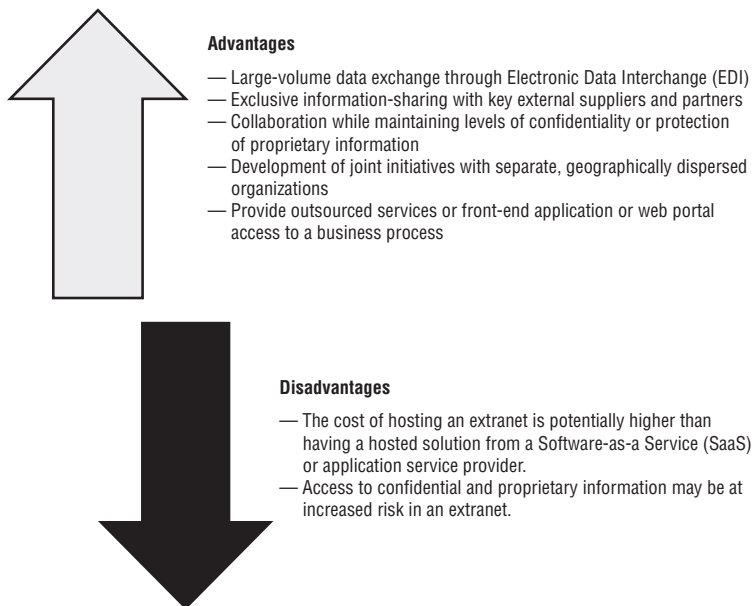 Advantages
— Large-volume data exchange through Electronic Data Interchange (EDI)
— Exclusive information-sharing with key external suppliers and partners
— Collaboration while maintaining levels of confidentiality or protection
of proprietary information
— Development of joint initiatives with separate, geographically dispersed
organizations
— Provide outsourced services or front-end application or web portal
access to a business process
Disadvantages
— The cost of hosting an extranet is potentially higher than
having a hosted solution from a Software-as-a Service (SaaS)
or application service provider.
— Access to confidential and proprietary information may be at
increased risk in an extranet.